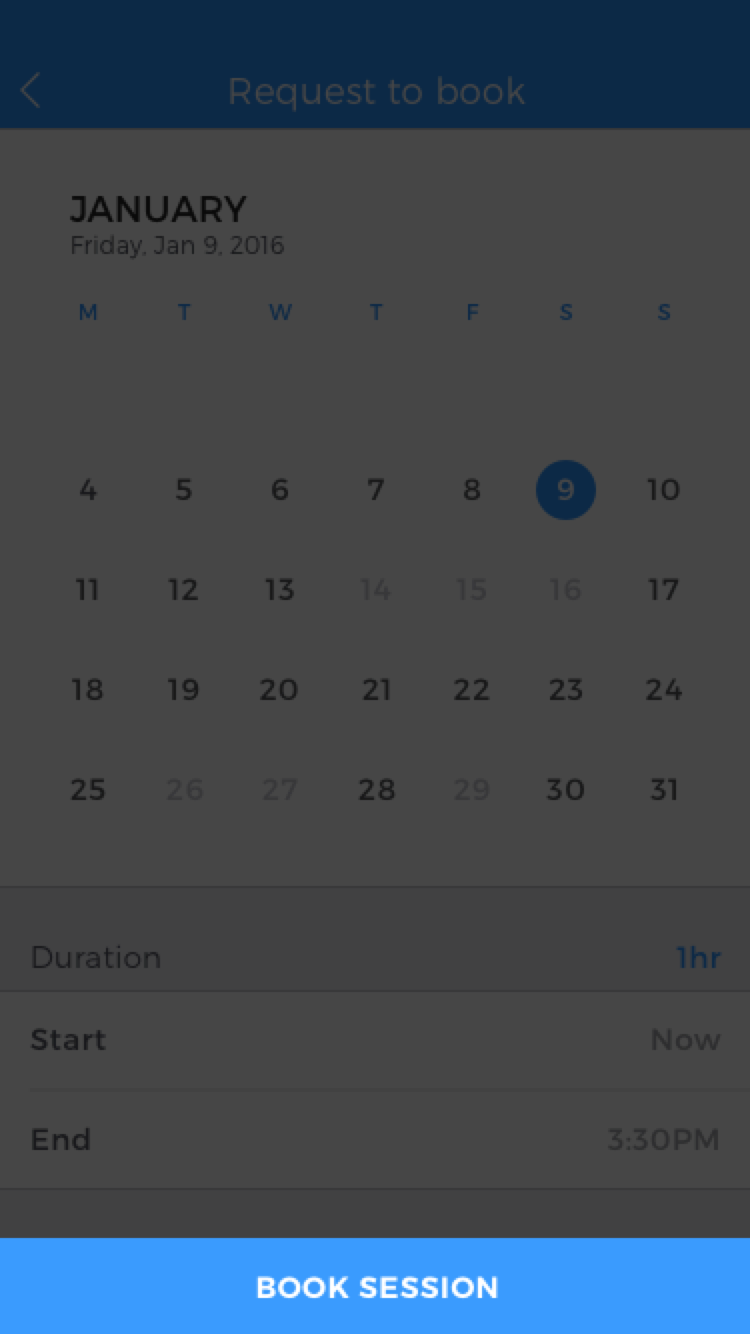 Request to book
JANUARY
Friday, Jan 9, 2016
M T W T F S S
4 5 6 7 8 9 10
11 12 13 14 15 16 17
18 19 20 21 22 23 24
25 26 27 28 29 30 31
Duration 1hr
Start Now
End 3:30PM
BOOK SESSION